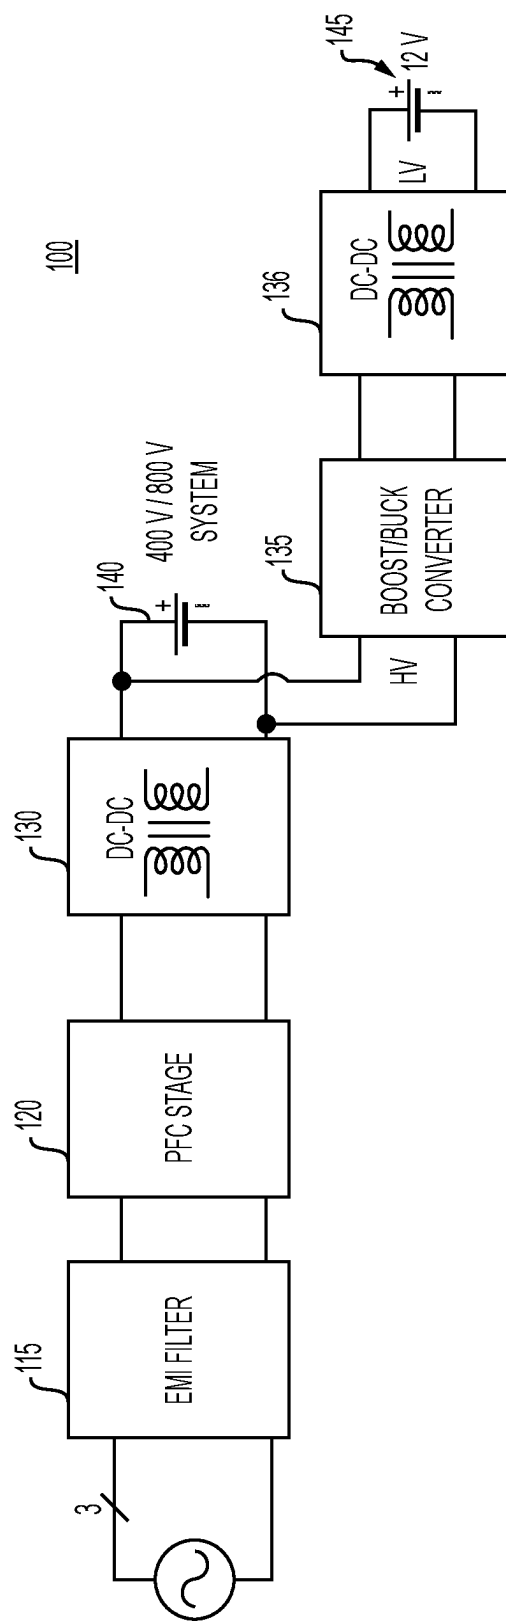 100
3
115
EMI FILTER
120
PFC STAGE
130
DC-DC
140
+
400 V / 800 V
SYSTEM
HV
135
BOOST/BUCK
CONVERTER
136
DC-DC
LV
+
12 V
145